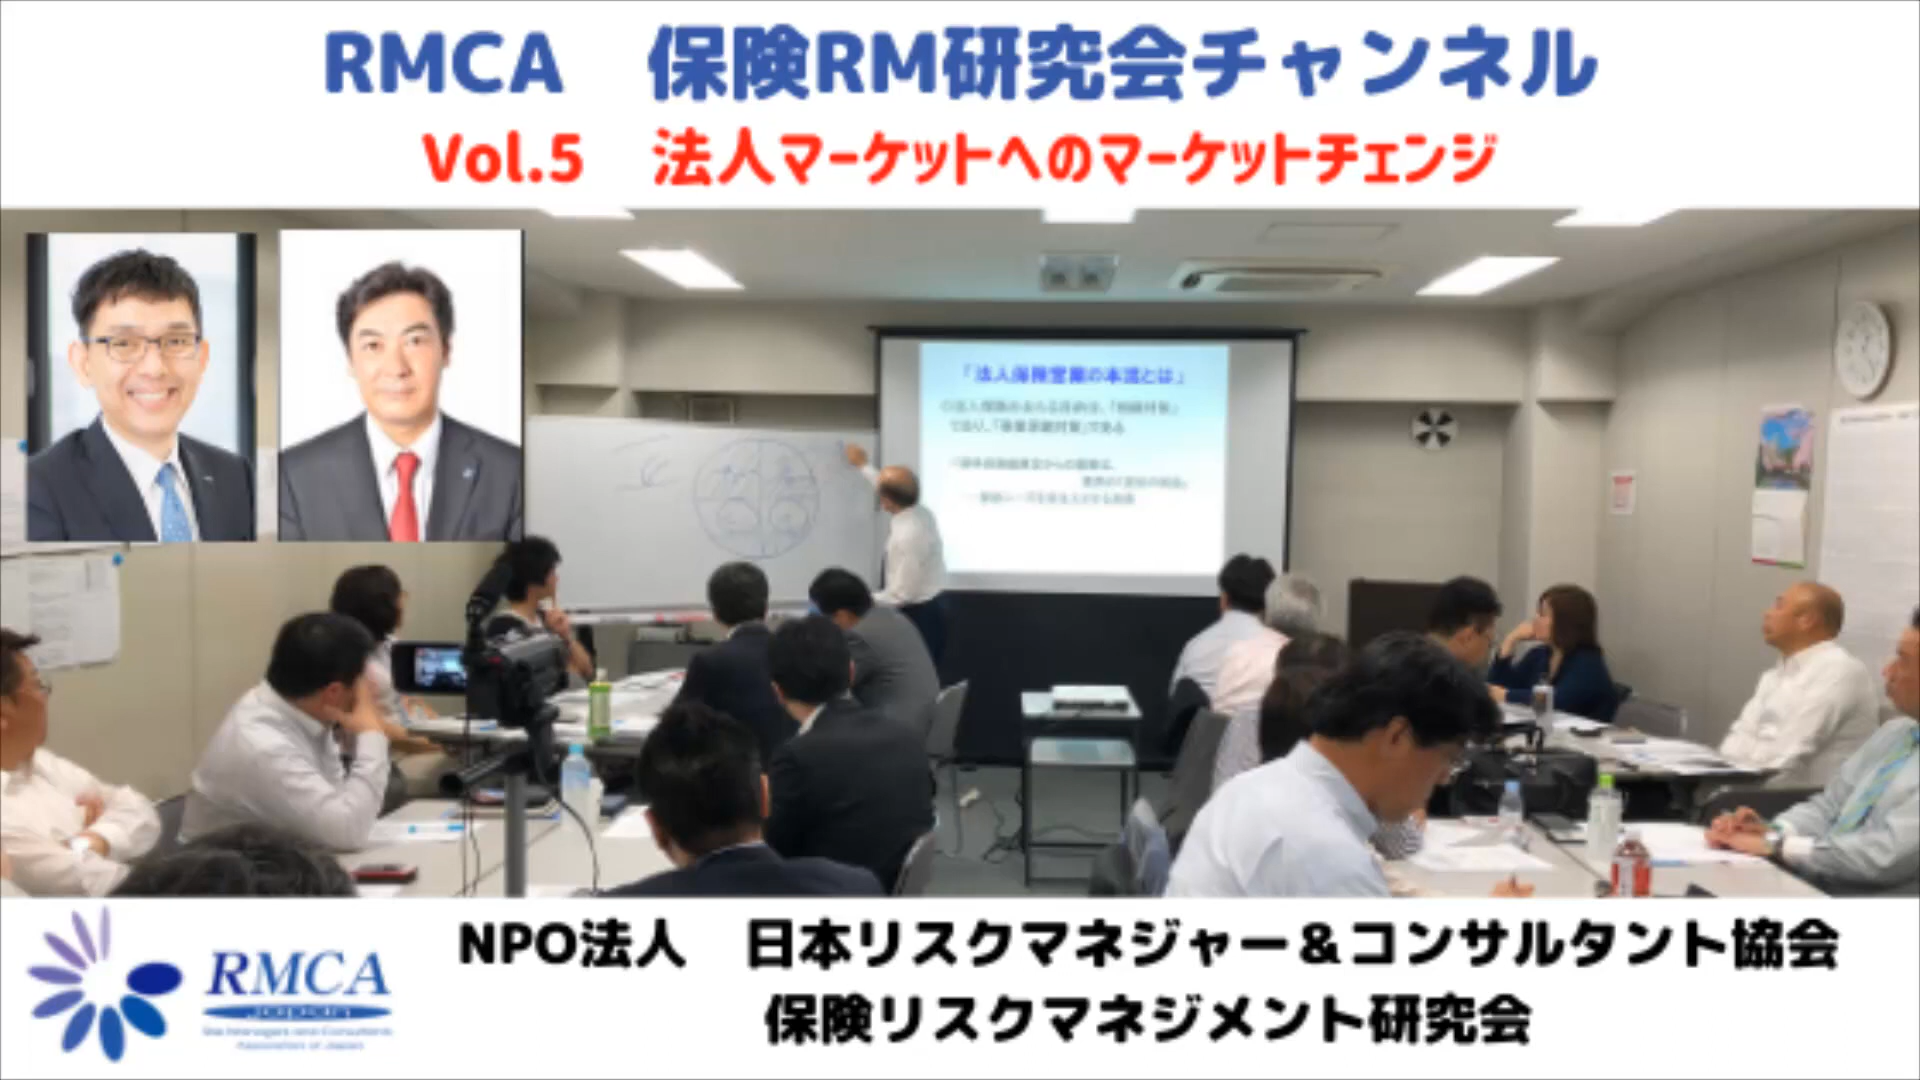 RMCA 保険RM研究会チャンネル
Vol.5 法人マーケットへのマーケットチェンジ
「法人保険営業の本流とは」
RMCA
Japan
NPO法人 日本リスクマネジャー＆コンサルタント協会
保険リスクマネジメント研究会